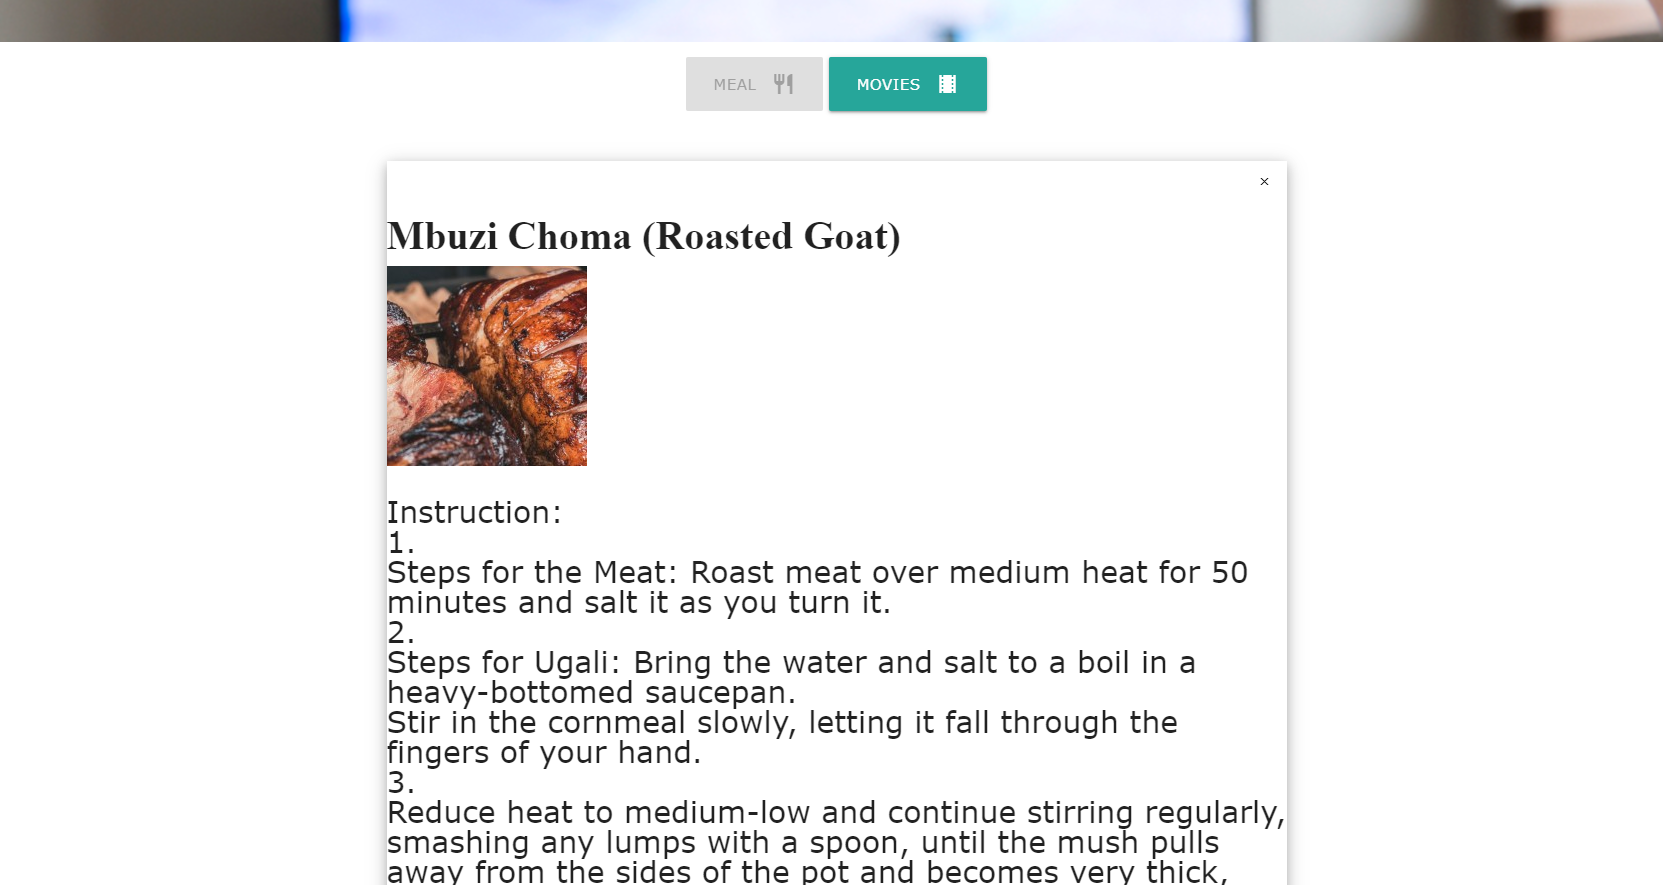 MEAL
MOVIES
×
Mbuzi Choma (Roasted Goat)
Instruction:
1.
Steps for the Meat: Roast meat over medium heat for 50
minutes and salt it as you turn it.
2.
Steps for Ugali: Bring the water and salt to a boil in a
heavy-bottomed saucepan.
Stir in the cornmeal slowly, letting it fall through the
fingers of your hand.
3.
Reduce heat to medium-low and continue stirring regularly,
smashing any lumps with a spoon, until the mush pulls
away from the sides of the pot and becomes very thick,